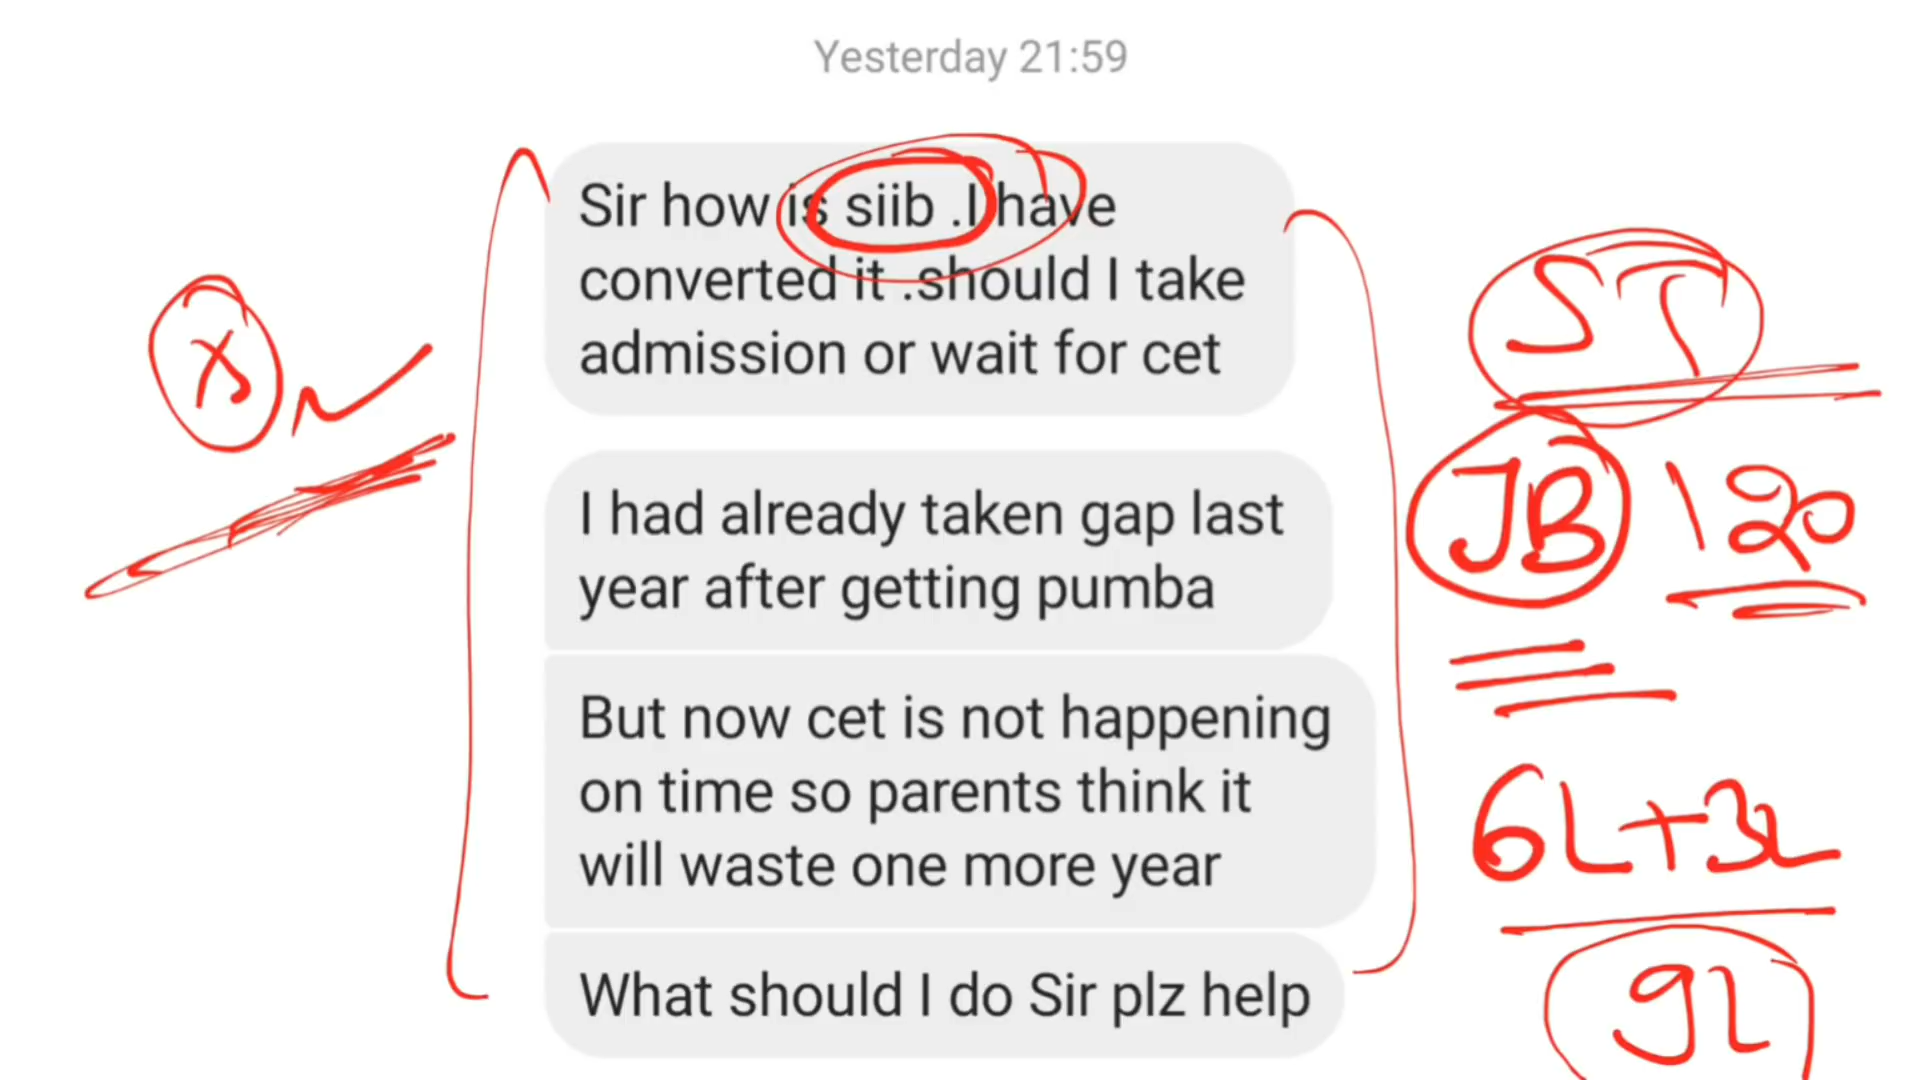 Yesterday 21:59
Sir how is siib .I have
converted it .should I take
admission or wait for cet
I had already taken gap last
year after getting pumba
But now cet is not happening
on time so parents think it
will waste one more year
What should I do Sir plz help
ST
JB 120
6L+3L
9L